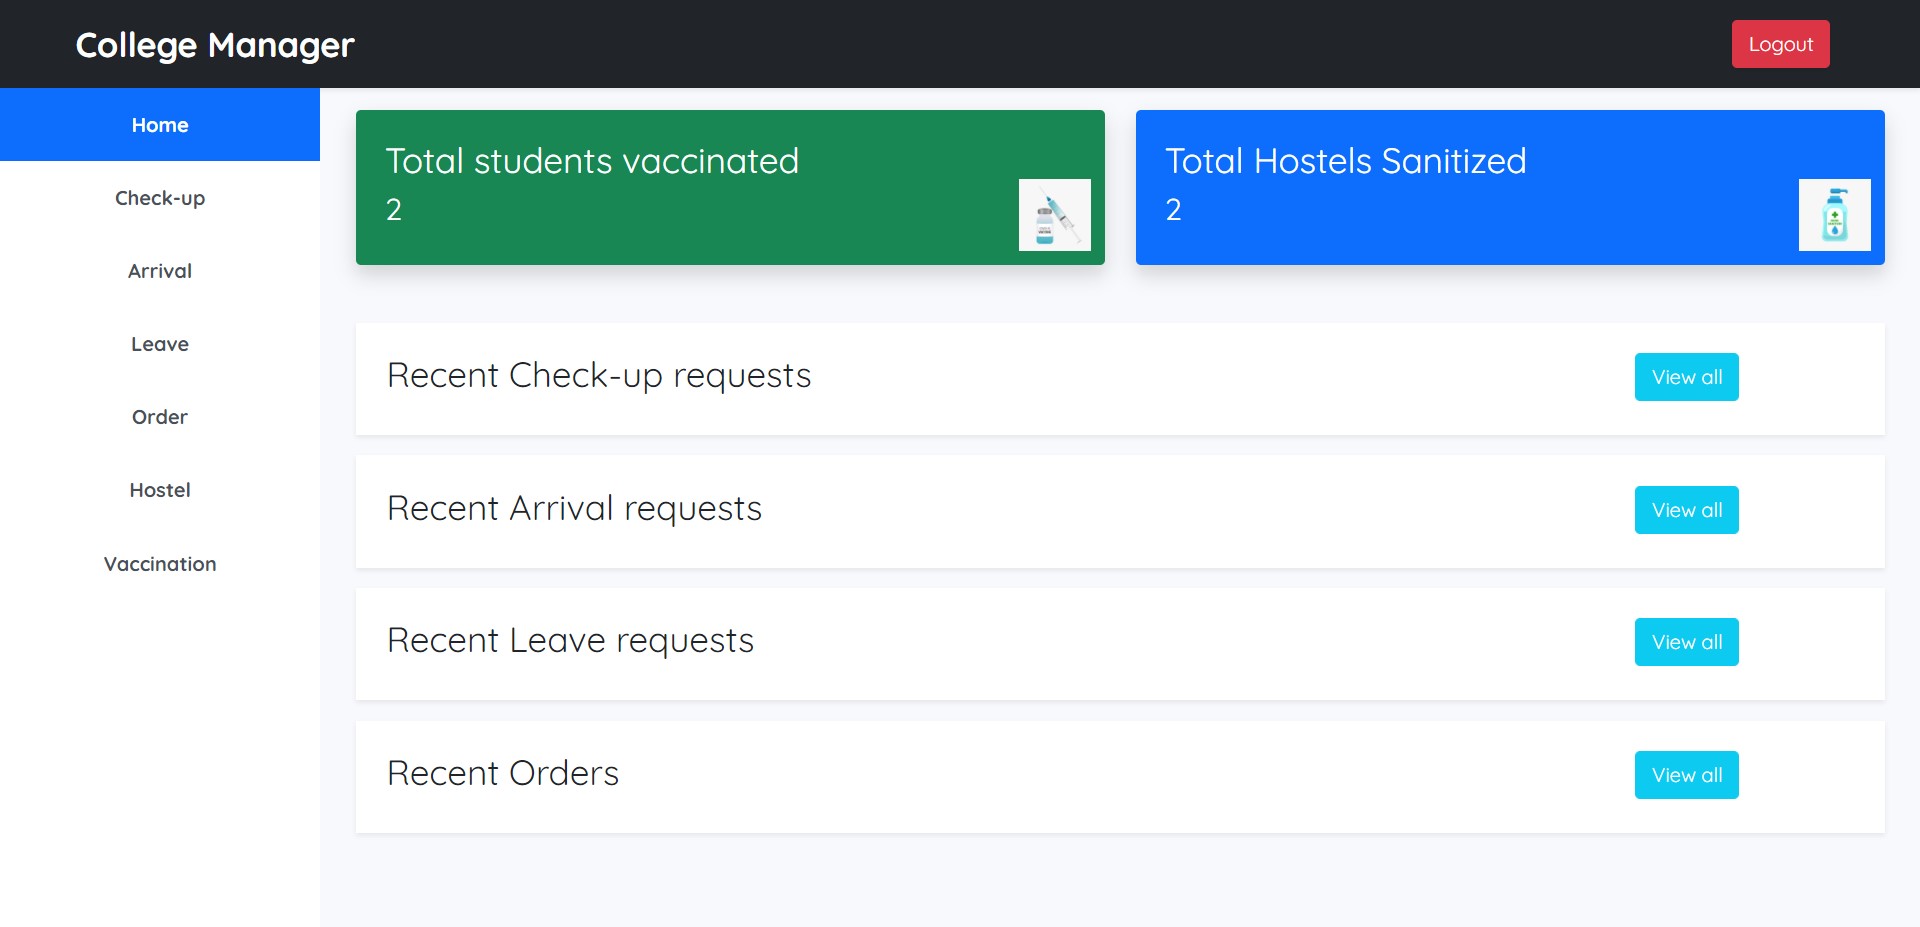 College Manager
Logout
Home
Check-up
Arrival
Leave
Order
Hostel
Vaccination
Total students vaccinated
2
Total Hostels Sanitized
2
Recent Check-up requests
View all
Recent Arrival requests
View all
Recent Leave requests
View all
Recent Orders
View all